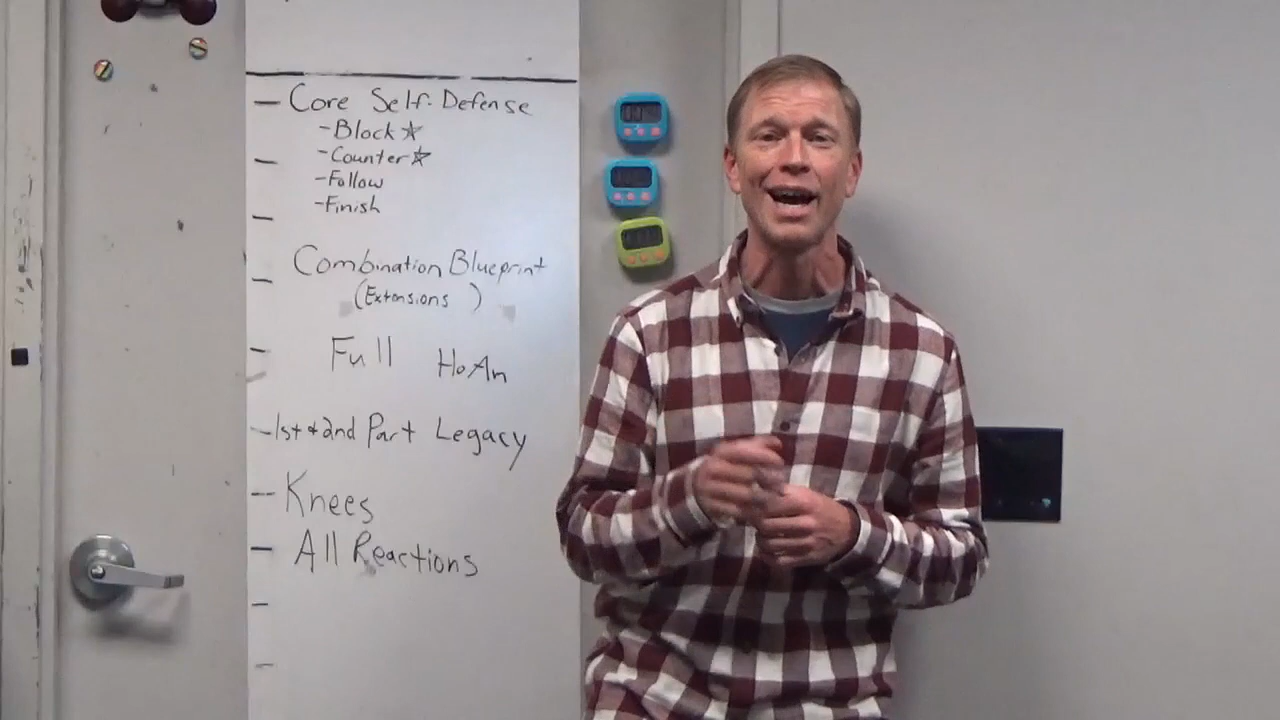 Core Self-Defense
-Block☆
-Counter☆
-Follow
-Finish
Combination Blueprint
(Extensions )
Full HoAn
-1st + 2nd Part Legacy
Knees
All Reactions